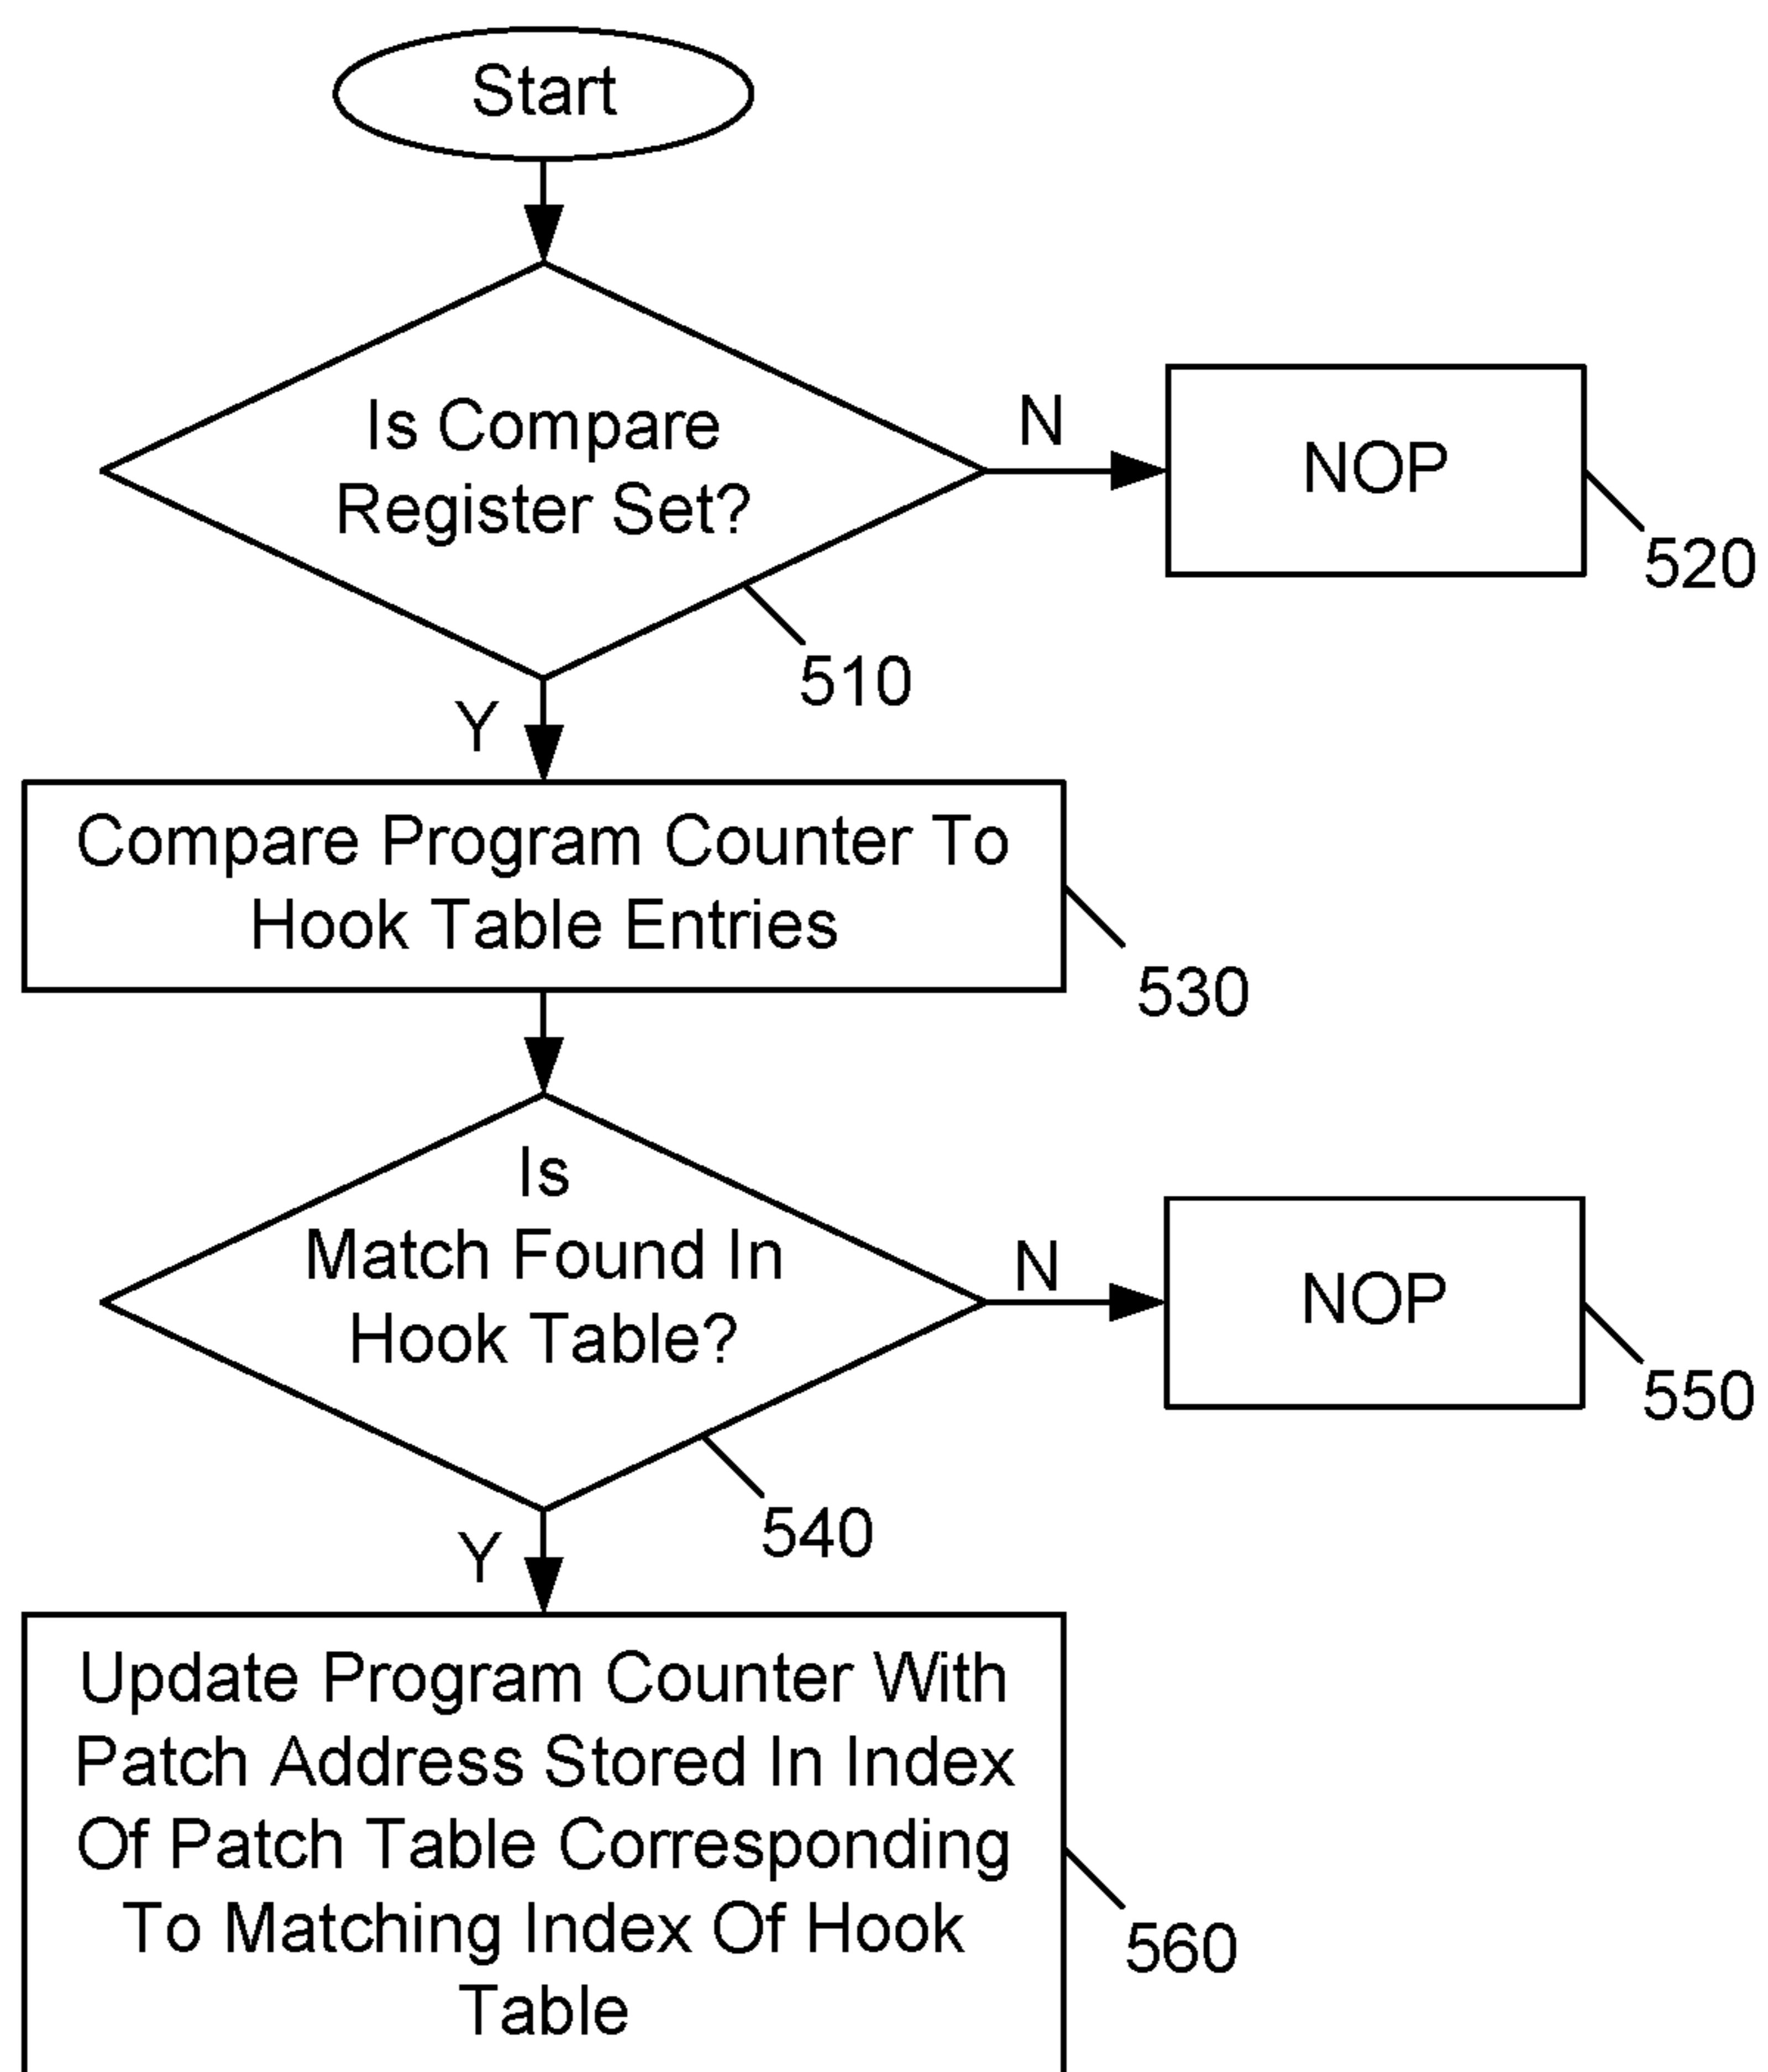 Start
Is Compare
Register Set?
N
NOP
520
510
Y
Compare Program Counter To
Hook Table Entries
530
Is
Match Found In
Hook Table?
N
NOP
550
540
Y
Update Program Counter With
Patch Address Stored In Index
Of Patch Table Corresponding
To Matching Index Of Hook
Table
560